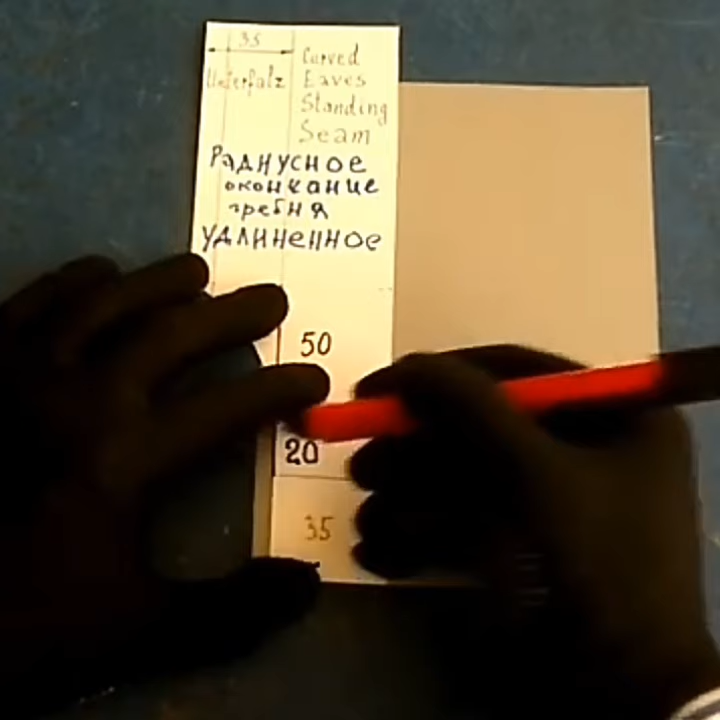 35
Curved
Unterfalz Eaves
Standing
Seam
Радиусное
окончание
гребня
удлиненное
50
20
35